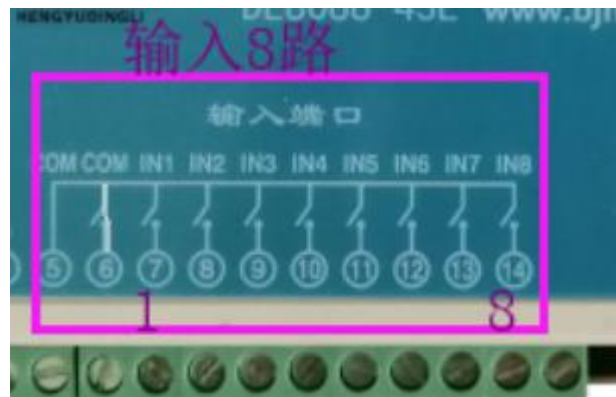 HENGYUDINGLI
www.bjh
输入8路
输入端口
COM COM IN1 IN2 IN3 IN4 IN5 IN6 IN7 IN8
5 6 7 8 9 10 11 12 13 14
1 8